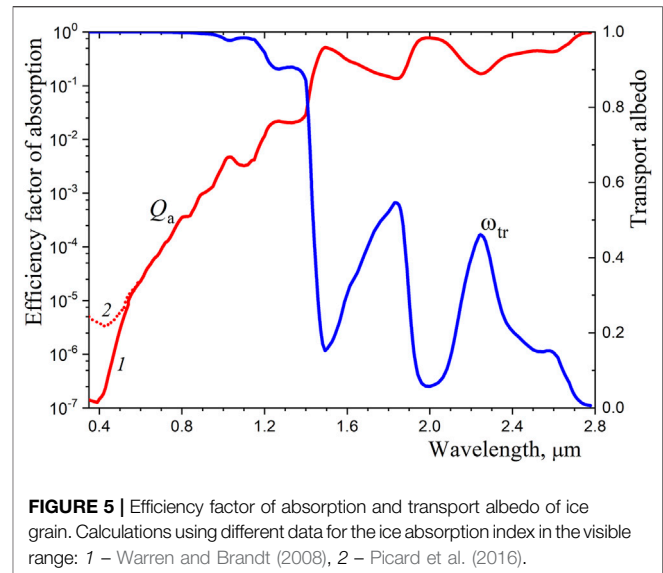 Efficiency factor of absorption
10^0
10^-1
10^-2
10^-3
10^-4
10^-5
10^-6
10^-7
Q_a
2
1
ω_tr
0.4 0.8 1.2 1.6 2.0 2.4 2.8
Wavelength, μm
1.0
0.8
0.6
0.4
0.2
0.0
Transport albedo
FIGURE 5 | Efficiency factor of absorption and transport albedo of ice
grain. Calculations using different data for the ice absorption index in the visible
range: 1 – Warren and Brandt (2008), 2 – Picard et al. (2016).